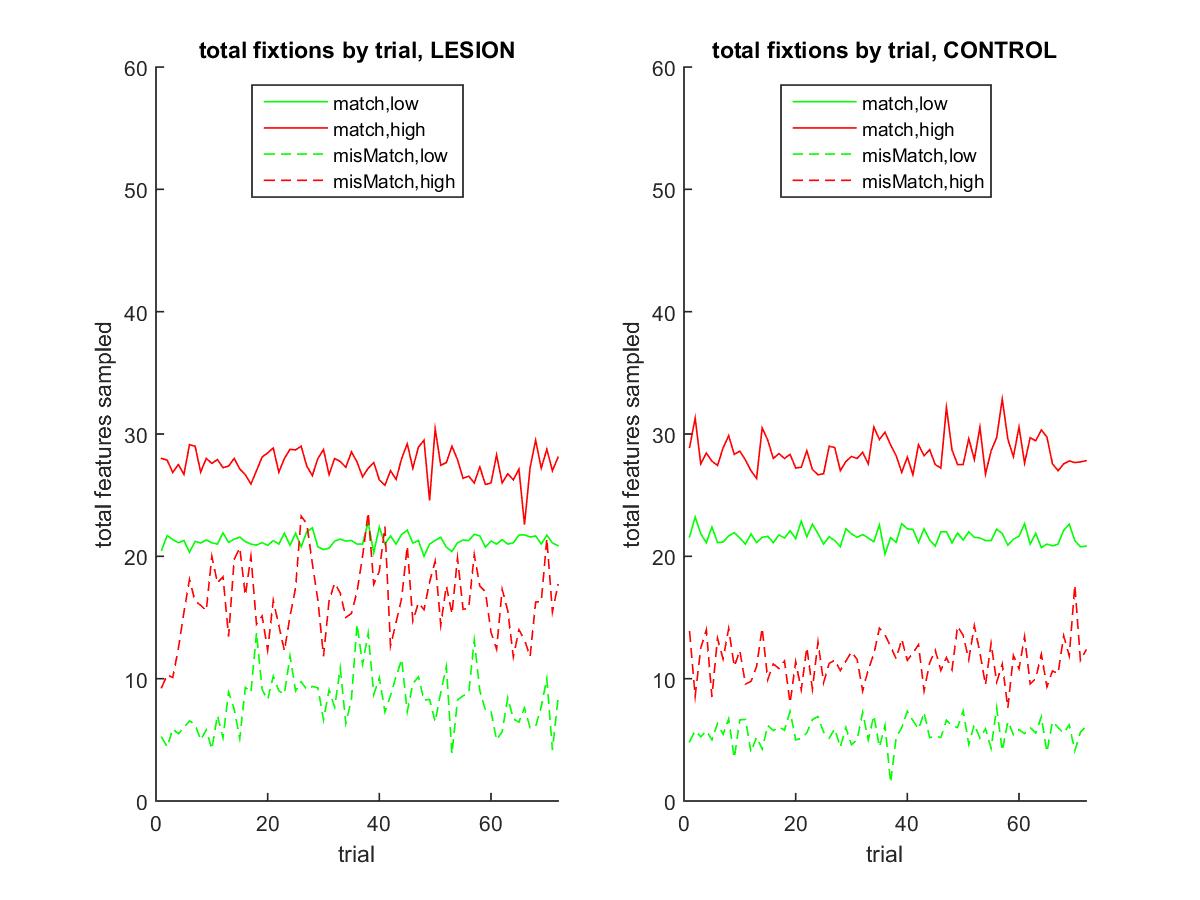 total fixtions by trial, LESION
match,low
match,high
misMatch,low
misMatch,high
60
50
40
30
20
10
0
total features sampled
0 20 40 60
trial
total fixtions by trial, CONTROL
match,low
match,high
misMatch,low
misMatch,high
60
50
40
30
20
10
0
total features sampled
0 20 40 60
trial